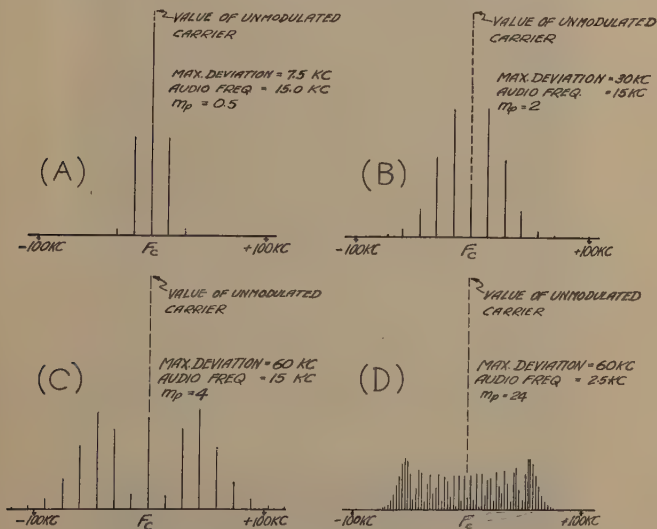 VALUE OF UNMODULATED
CARRIER
MAX. DEVIATION = 7.5 KC
AUDIO FREQ = 15.0 KC
mp = 0.5
(A)
-100KC
FC
+100KC
VALUE OF UNMODULATED
CARRIER
MAX. DEVIATION = 30KC
AUDIO FREQ. = 15KC
mp = 2
(B)
-100KC
FC
+100KC
VALUE OF UNMODULATED
CARRIER
MAX. DEVIATION = 60 KC
AUDIO FREQ = 15 KC
mp = 4
(C)
-100KC
FC
+100KC
VALUE OF UNMODULATED
CARRIER
MAX. DEVIATION = 60KC
AUDIO FREQ = 2.5KC
mp = 24
(D)
-100KC
FC
+100KC